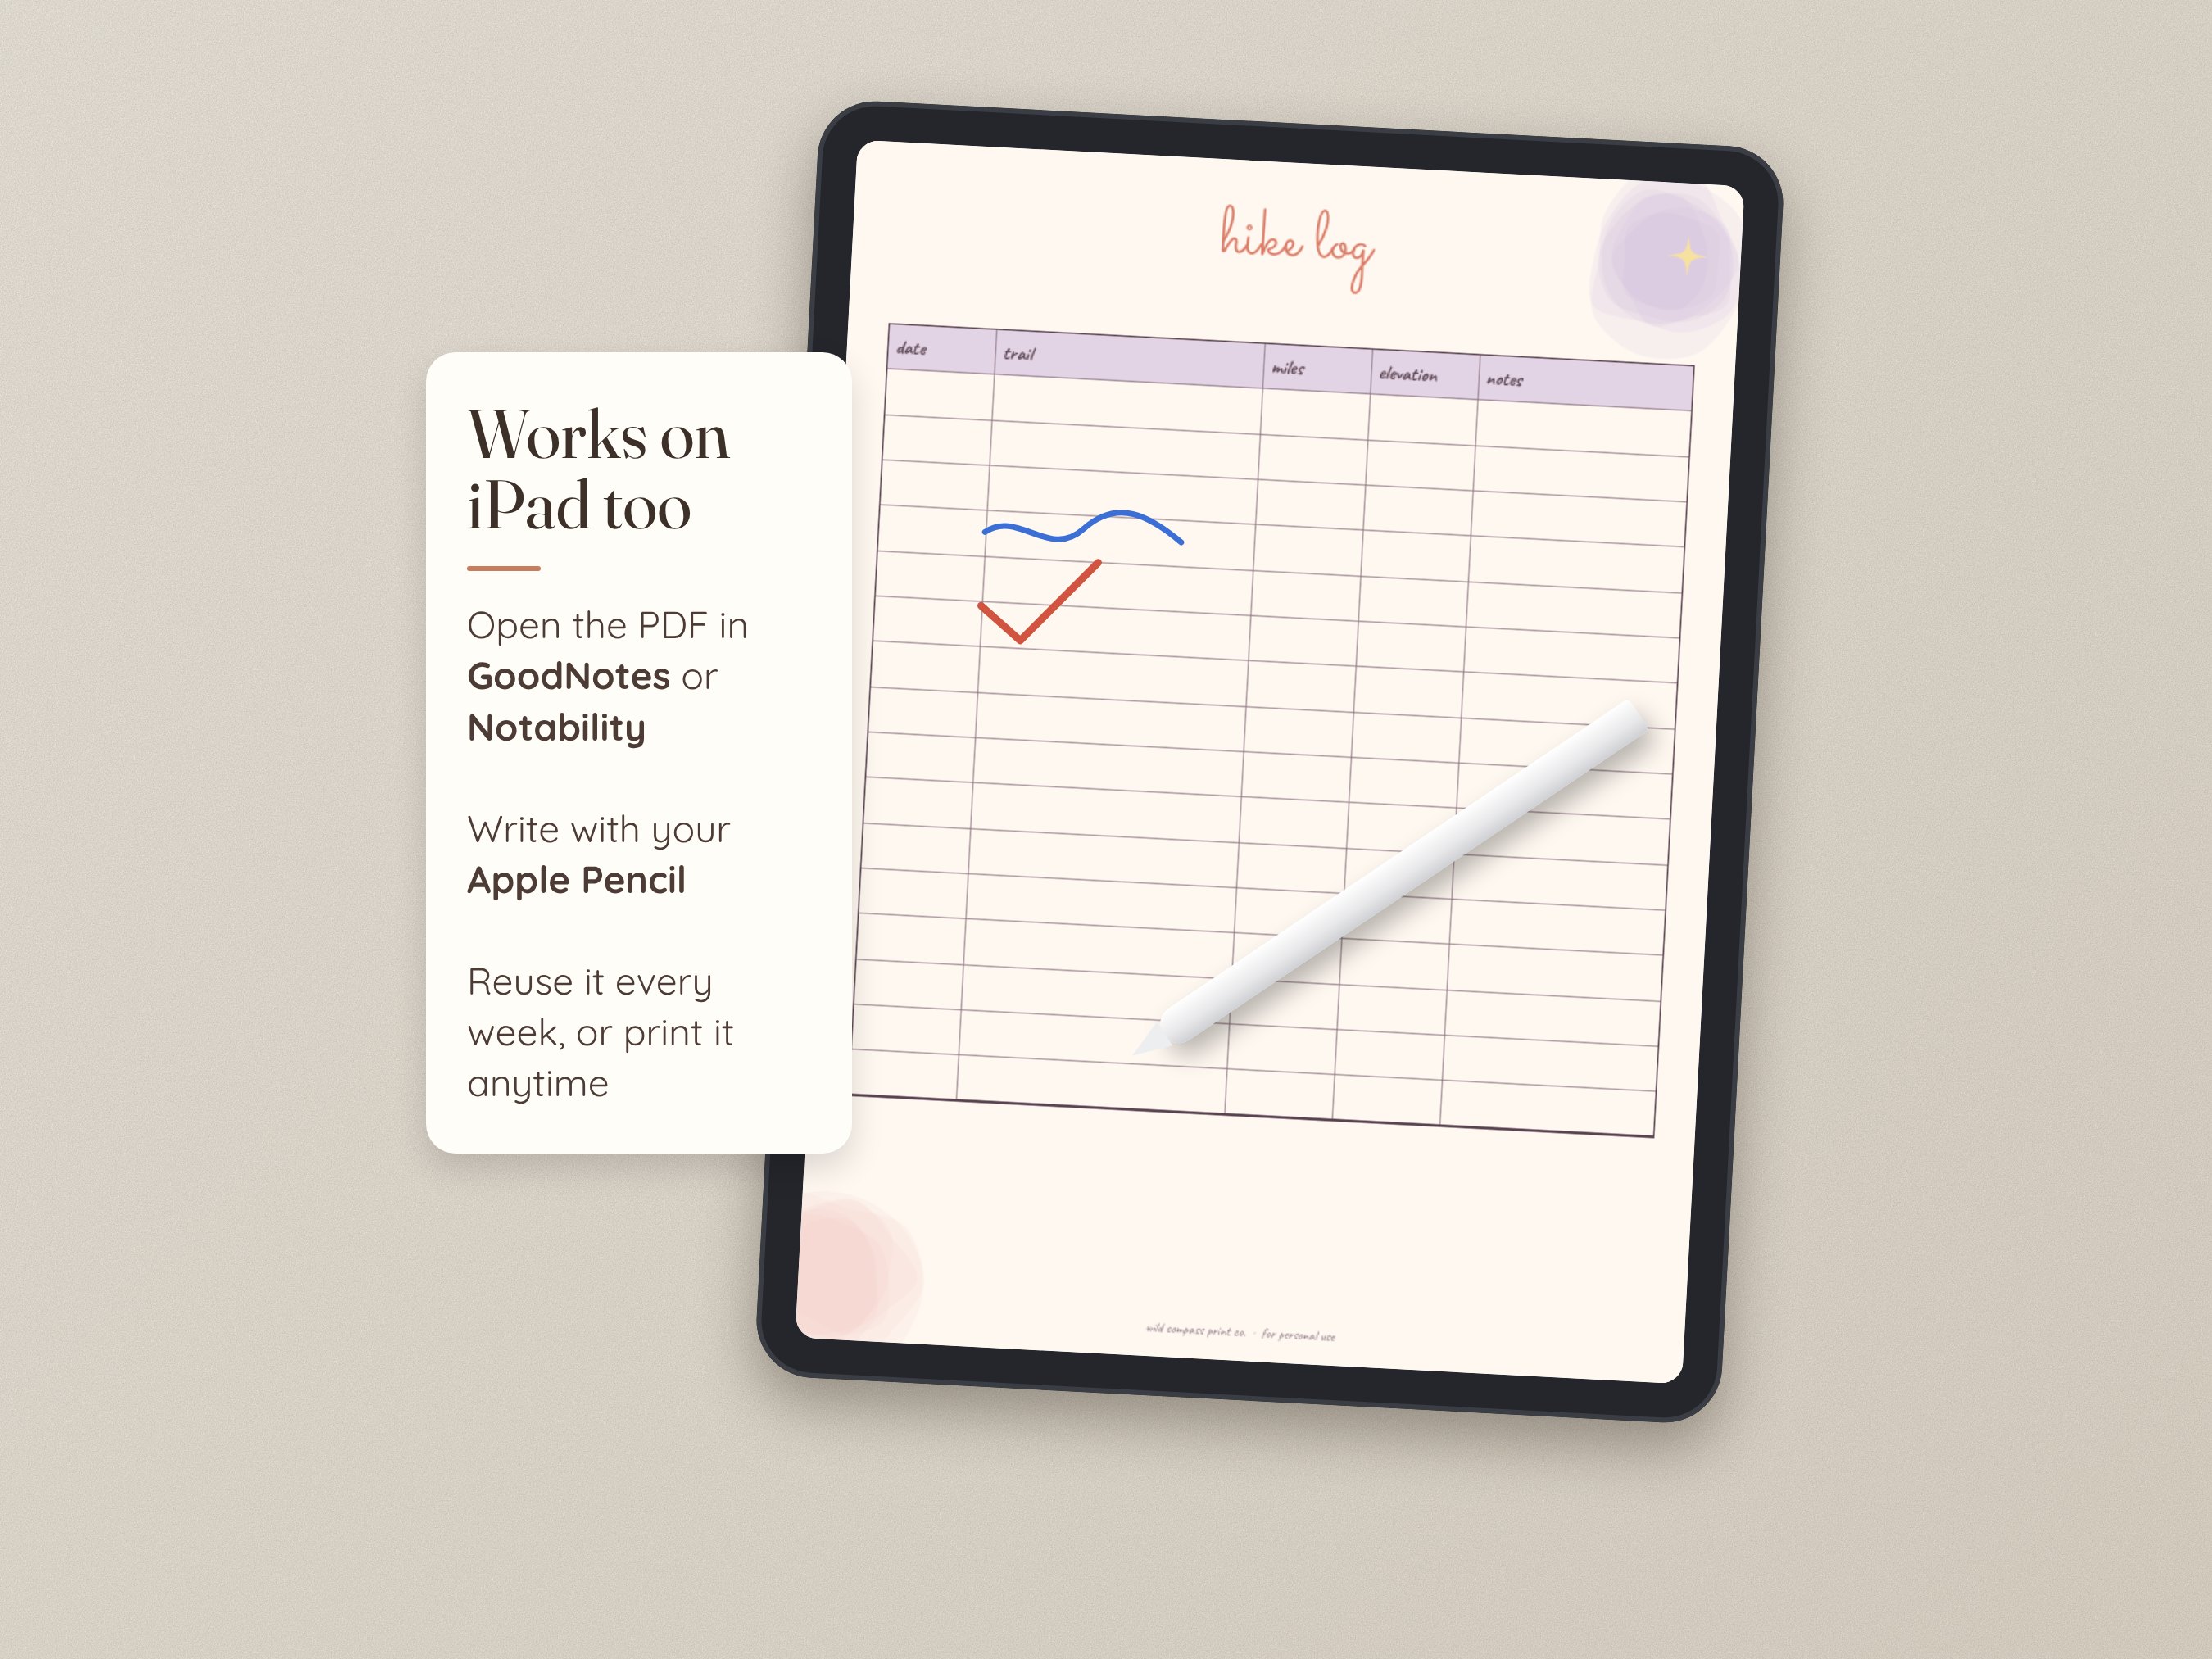 hike log
date trail miles elevation notes
Works on
iPad too
Open the PDF in
GoodNotes or
Notability
Write with your
Apple Pencil
Reuse it every
week, or print it
anytime
wild compass print co. · for personal use